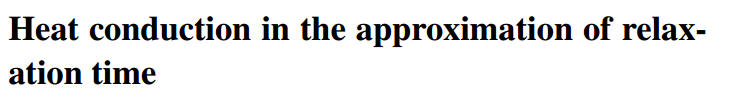 Heat conduction in the approximation of relax-
ation time